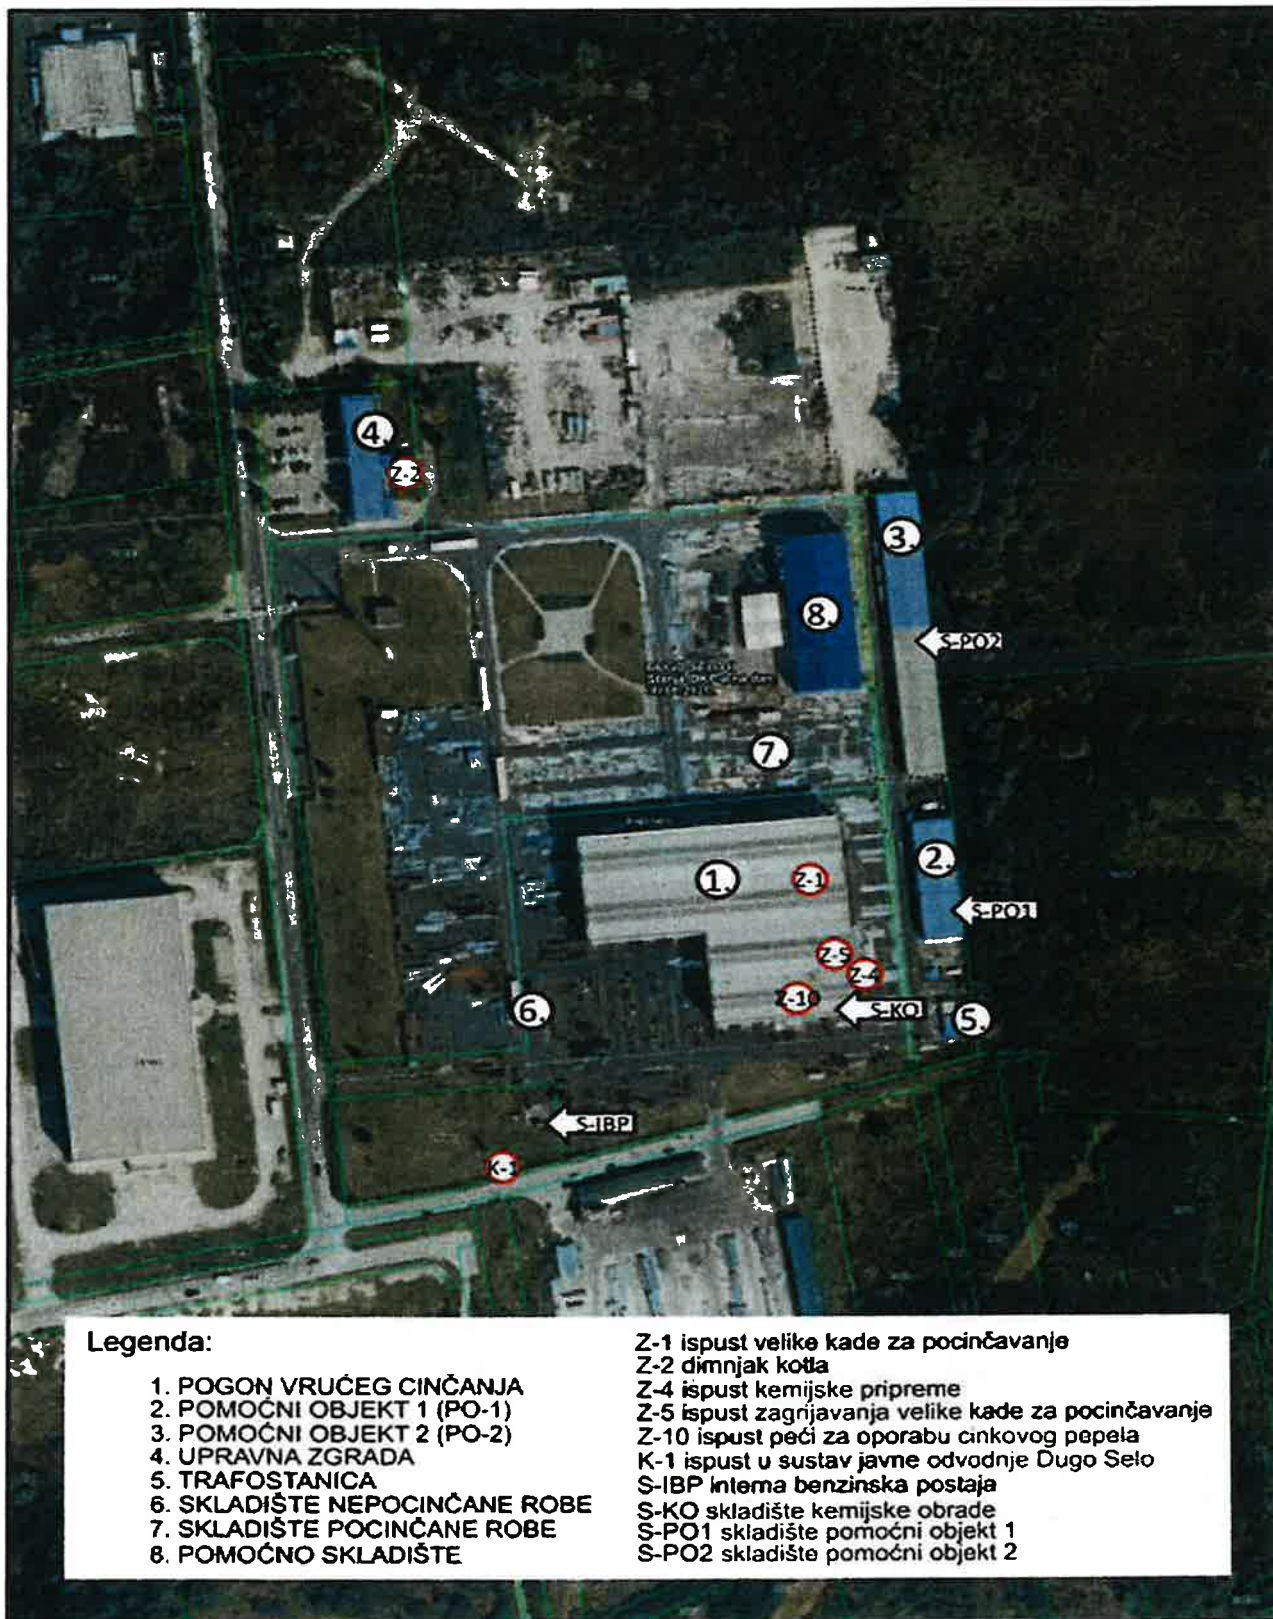 4.
Z-2
3.
8.
S-PO2
7.
2.
1.
Z-1
S-PO1
Z-5
Z-4
6.
Z-10
S-KO
5.
S-IBP
K-1
Legenda:
1. POGON VRUĆEG CINČANJA
2. POMOĆNI OBJEKT 1 (PO-1)
3. POMOĆNI OBJEKT 2 (PO-2)
4. UPRAVNA ZGRADA
5. TRAFOSTANICA
6. SKLADIŠTE NEPOCINČANE ROBE
7. SKLADIŠTE POCINČANE ROBE
8. POMOĆNO SKLADIŠTE
Z-1 ispust velike kade za pocinčavanje
Z-2 dimnjak kotla
Z-4 ispust kemijske pripreme
Z-5 ispust zagrijavanja velike kade za pocinčavanje
Z-10 ispust peći za oporabu cinkovog pepela
K-1 ispust u sustav javne odvodnje Dugo Selo
S-IBP interna benzinska postaja
S-KO skladište kemijske obrade
S-PO1 skladište pomoćni objekt 1
S-PO2 skladište pomoćni objekt 2